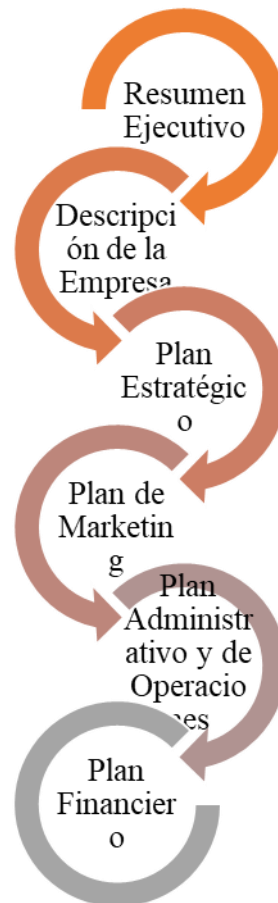 Resumen
Ejecutivo
Descripci
ón de la
Empresa
Plan
Estratégic
o
Plan de
Marketin
g
Plan
Administr
ativo y de
Operacio
nes
Plan
Financier
o